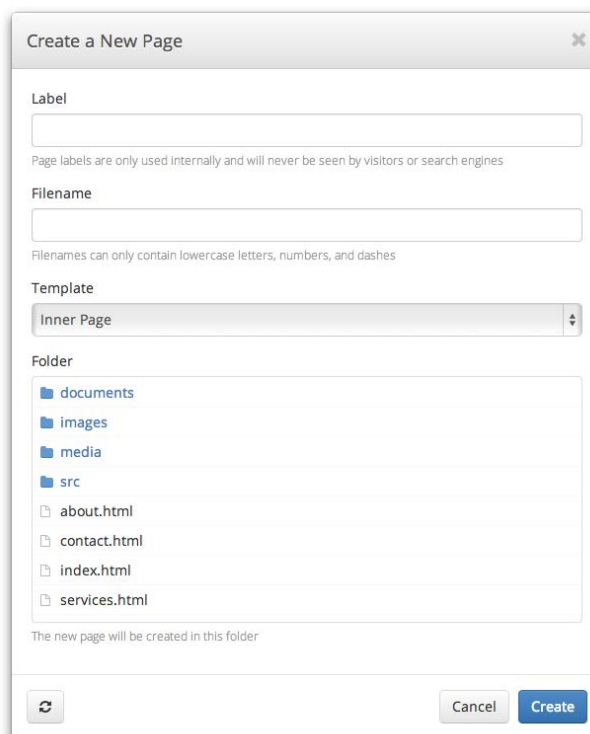 Create a New Page
Label
Page labels are only used internally and will never be seen by visitors or search engines
Filename
Filenames can only contain lowercase letters, numbers, and dashes
Template
Inner Page
Folder
documents
images
media
src
about.html
contact.html
index.html
services.html
The new page will be created in this folder
Cancel
Create